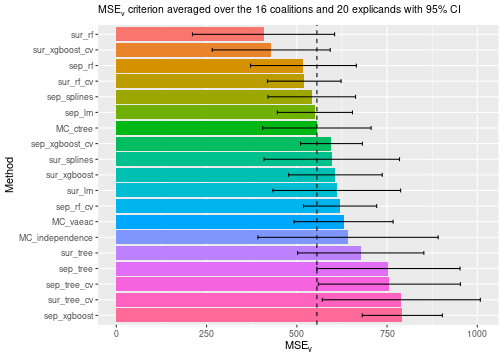 MSEv criterion averaged over the 16 coalitions and 20 explicands with 95% CI
Method
sur_rf
sur_xgboost_cv
sep_rf
sur_rf_cv
sep_splines
sep_lm
MC_ctree
sep_xgboost_cv
sur_splines
sur_xgboost
sur_lm
sep_rf_cv
MC_vaeac
MC_independence
sur_tree
sep_tree
sep_tree_cv
sur_tree_cv
sep_xgboost
0 250 500 750 1000
MSEv